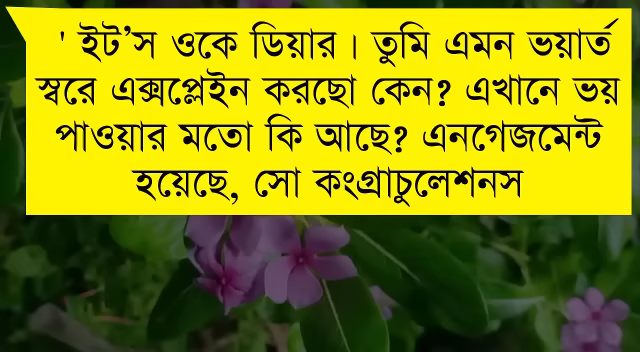 ' ইট’স ওকে ডিয়ার। তুমি এমন ভয়ার্ত
স্বরে এক্সপ্লেইন করছো কেন? এখানে ভয়
পাওয়ার মতো কি আছে? এনগেজমেন্ট
হয়েছে, সো কংগ্রাচুলেশনস